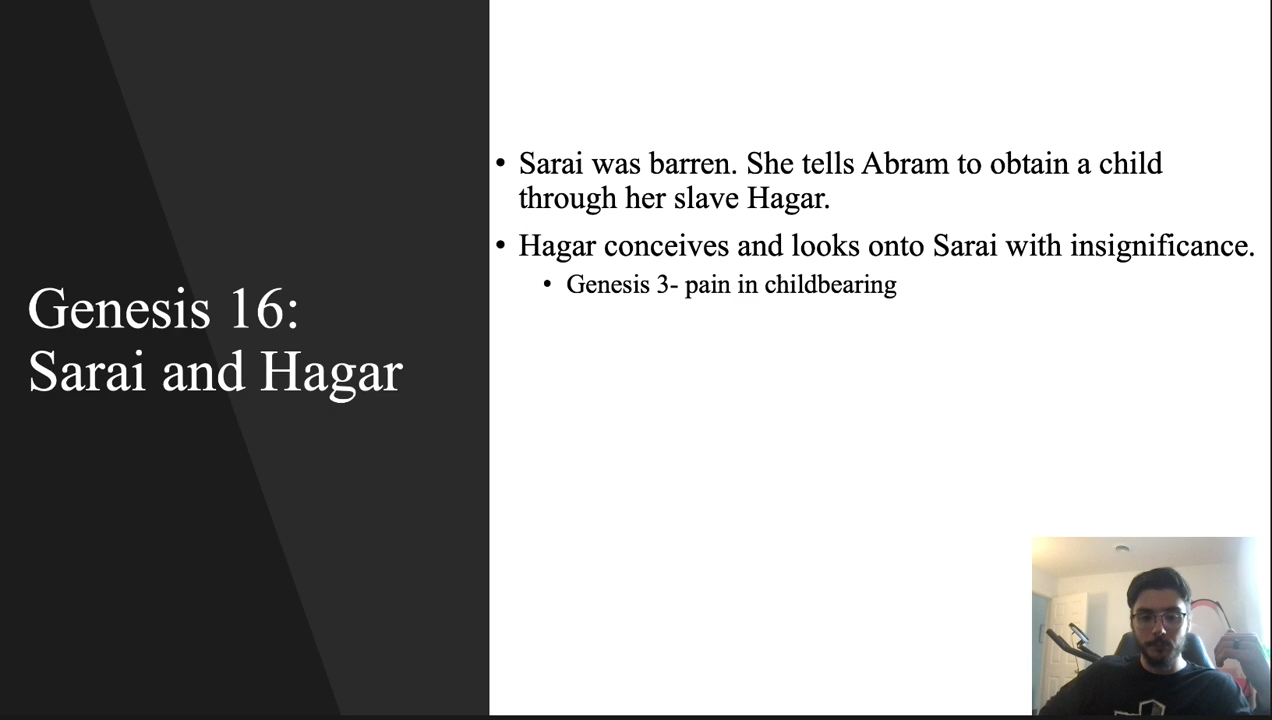 Genesis 16:
Sarai and Hagar
• Sarai was barren. She tells Abram to obtain a child
through her slave Hagar.
• Hagar conceives and looks onto Sarai with insignificance.
• Genesis 3- pain in childbearing